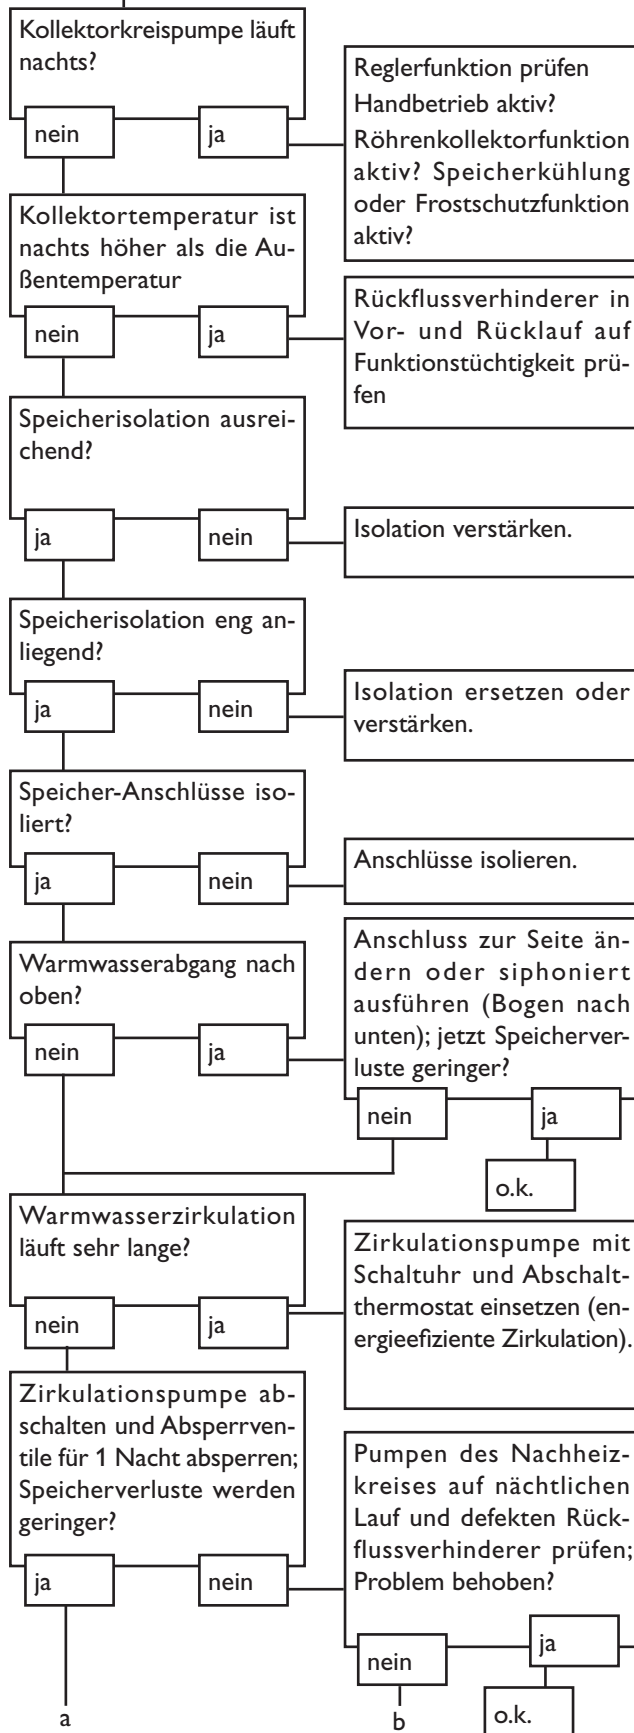 Kollektorkreispumpe läuft
nachts?
nein
ja
Reglerfunktion prüfen
Handbetrieb aktiv?
Röhrenkollektorfunktion
aktiv? Speicherkühlung
oder Frostschutzfunktion
aktiv?
Kollektortemperatur ist
nachts höher als die Au-
ßentemperatur
nein
ja
Rückflussverhinderer in
Vor- und Rücklauf auf
Funktionstüchtigkeit prü-
fen
Speicherisolation ausrei-
chend?
ja
nein
Isolation verstärken.
Speicherisolation eng an-
liegend?
ja
nein
Isolation ersetzen oder
verstärken.
Speicher-Anschlüsse iso-
liert?
ja
nein
Anschlüsse isolieren.
Warmwasserabgang nach
oben?
nein
ja
Anschluss zur Seite än-
dern oder siphoniert
ausführen (Bogen nach
unten); jetzt Speicherver-
luste geringer?
nein
ja
o.k.
Warmwasserzirkulation
läuft sehr lange?
nein
ja
Zirkulationspumpe mit
Schaltuhr und Abschalt-
thermostat einsetzen (en-
ergieefiziente Zirkulation).
Zirkulationspumpe ab-
schalten und Absperrven-
tile für 1 Nacht absperren;
Speicherverluste werden
geringer?
ja
nein
Pumpen des Nachheiz-
kreises auf nächtlichen
Lauf und defekten Rück-
flussverhinderer prüfen;
Problem behoben?
nein
ja
a
b
o.k.